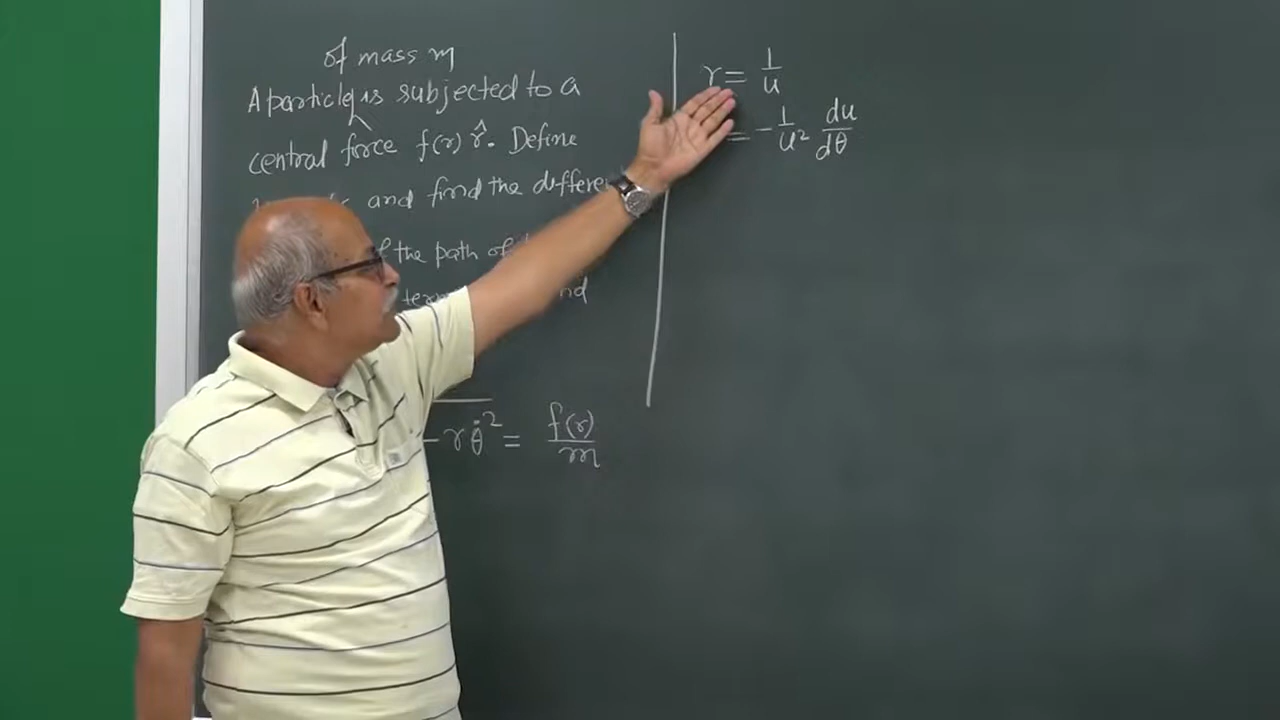 of mass m
A particle is subjected to a
central force f(r) r̂. Define
and find the differe
the path of
nd
- rθ̇² = f(r)/m
r = 1/u
= - 1/u² du/dθ